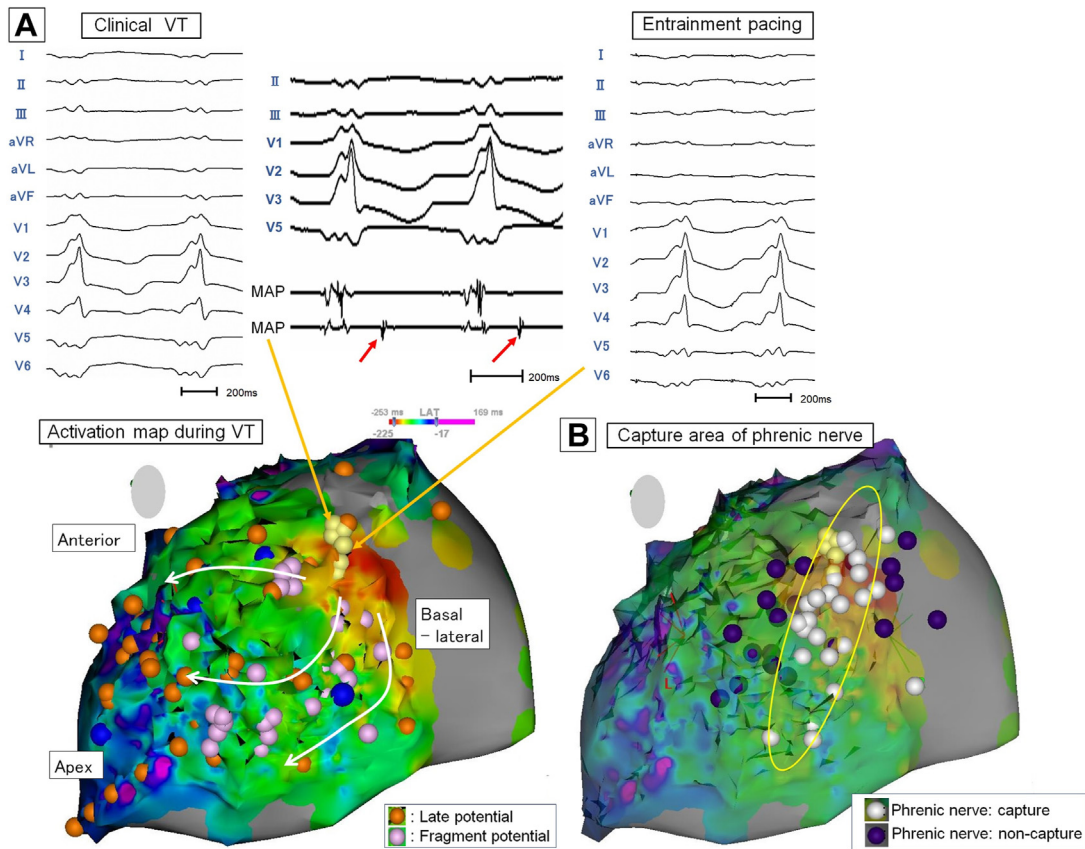 A
Clinical VT
Entrainment pacing
I
II
III
aVR
aVL
aVF
V1
V2
V3
V4
V5
V6
200ms
II
III
V1
V2
V3
V5
MAP
MAP
200ms
I
II
III
aVR
aVL
aVF
V1
V2
V3
V4
V5
V6
200ms
-253 ms LAT 169 ms
-225 -17
Activation map during VT
Anterior
Basal
– lateral
Apex
: Late potential
: Fragment potential
B
Capture area of phrenic nerve
Phrenic nerve: capture
Phrenic nerve: non-capture